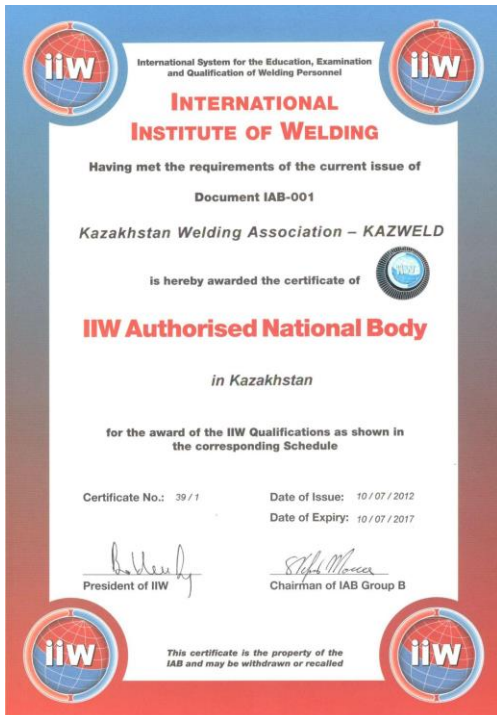 iiw
iiw
International System for the Education, Examination
and Qualification of Welding Personnel
INTERNATIONAL
INSTITUTE OF WELDING
Having met the requirements of the current issue of
Document IAB-001
Kazakhstan Welding Association – KAZWELD
is hereby awarded the certificate of
IIW Authorised National Body
in Kazakhstan
for the award of the IIW Qualifications as shown in
the corresponding Schedule
Certificate No.: 39 / 1
Date of Issue: 10 / 07 / 2012
Date of Expiry: 10 / 07 / 2017
President of IIW
Chairman of IAB Group B
iiw
iiw
This certificate is the property of the
IAB and may be withdrawn or recalled